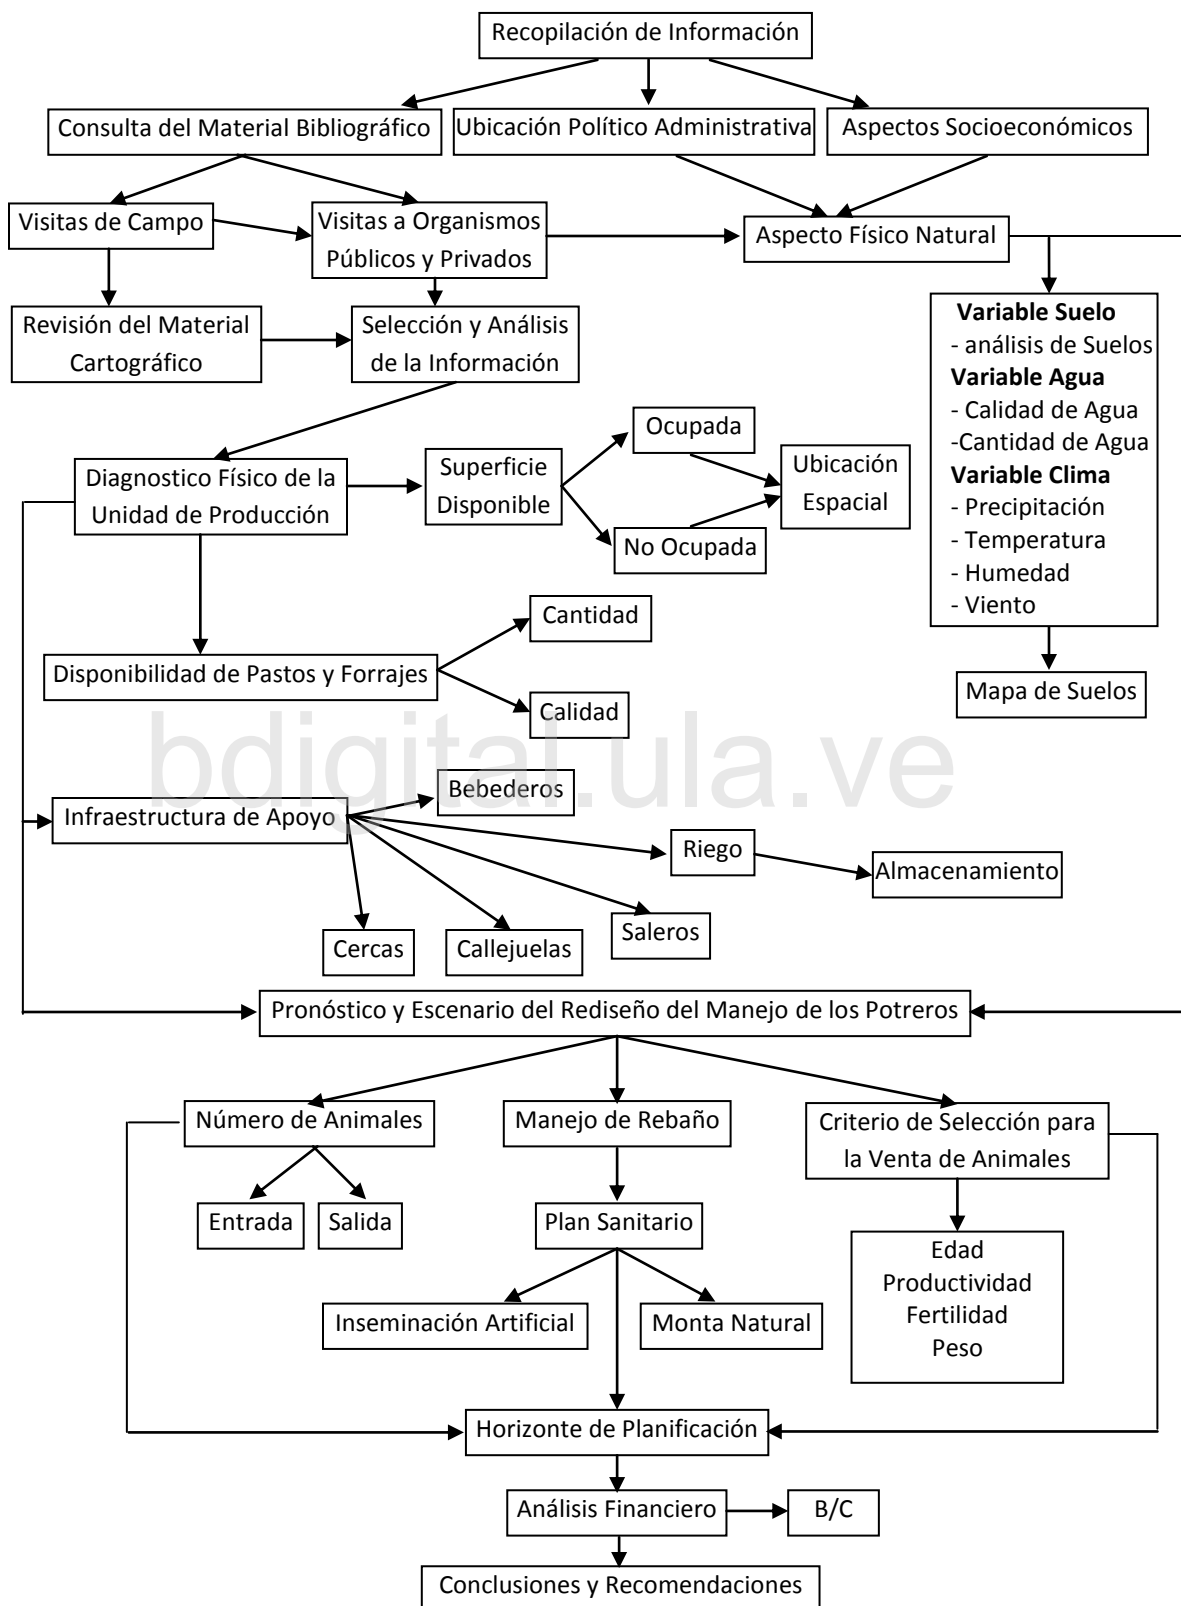 Recopilación de Información
Consulta del Material Bibliográfico
Ubicación Político Administrativa
Aspectos Socioeconómicos
Visitas de Campo
Visitas a Organismos
Públicos y Privados
Aspecto Físico Natural
Revisión del Material
Cartográfico
Selección y Análisis
de la Información
Variable Suelo
- análisis de Suelos
Variable Agua
- Calidad de Agua
-Cantidad de Agua
Variable Clima
- Precipitación
- Temperatura
- Humedad
- Viento
Diagnostico Físico de la
Unidad de Producción
Superficie
Disponible
Ocupada
No Ocupada
Ubicación
Espacial
Disponibilidad de Pastos y Forrajes
Cantidad
Calidad
Mapa de Suelos
bdigital.ula.ve
Infraestructura de Apoyo
Bebederos
Riego
Almacenamiento
Cercas
Callejuelas
Saleros
Pronóstico y Escenario del Rediseño del Manejo de los Potreros
Número de Animales
Manejo de Rebaño
Criterio de Selección para
la Venta de Animales
Entrada
Salida
Plan Sanitario
Edad
Productividad
Fertilidad
Peso
Inseminación Artificial
Monta Natural
Horizonte de Planificación
Análisis Financiero
B/C
Conclusiones y Recomendaciones